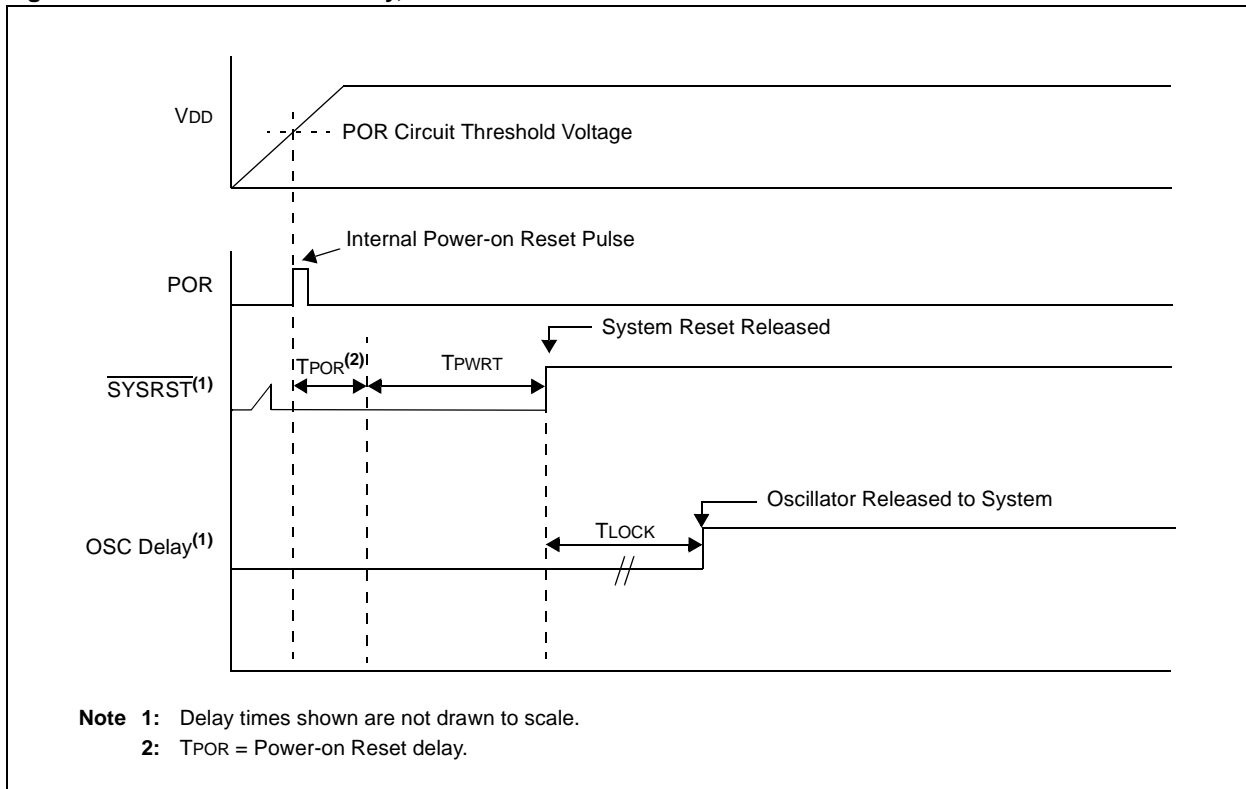 VDD
POR Circuit Threshold Voltage
Internal Power-on Reset Pulse
POR
System Reset Released
TPOR(2)
TPWRT
SYSRST(1)
Oscillator Released to System
TLOCK
OSC Delay(1)
Note 1: Delay times shown are not drawn to scale.
2: TPOR = Power-on Reset delay.